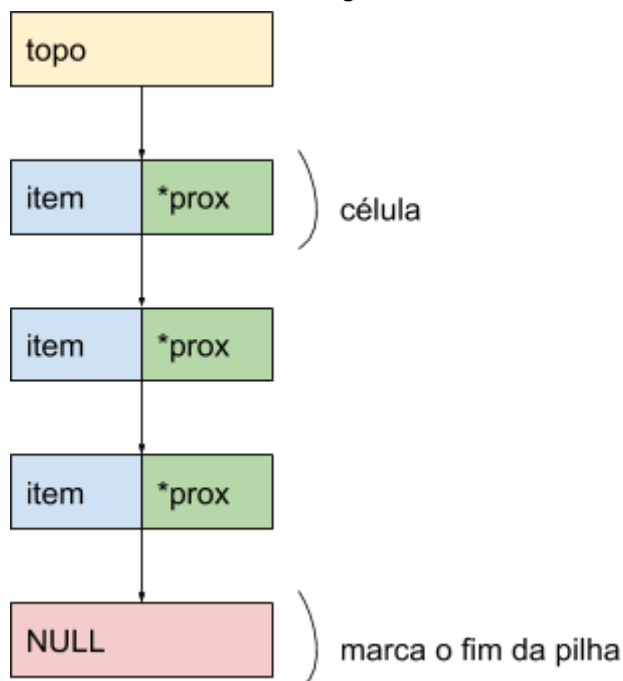 topo
item *prox
célula
item *prox
item *prox
NULL
marca o fim da pilha